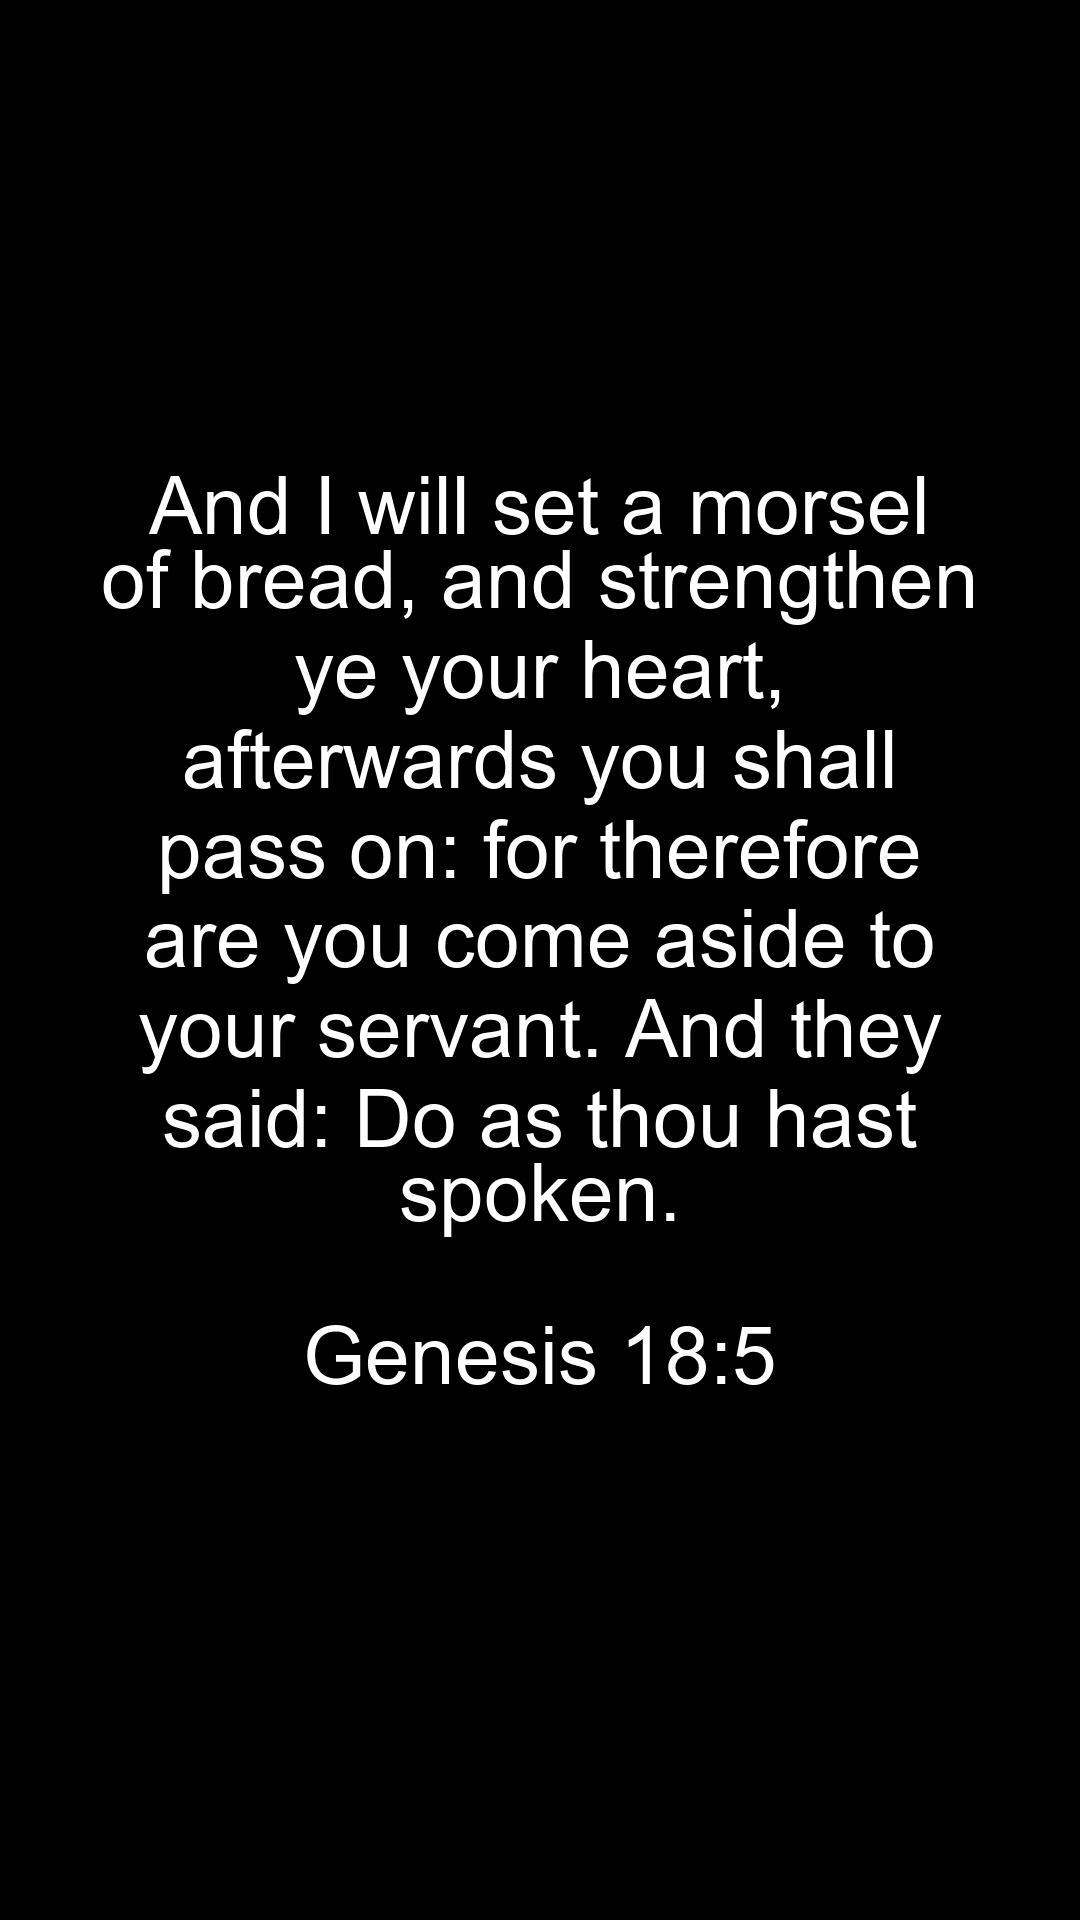 And I will set a morsel
of bread, and strengthen
ye your heart,
afterwards you shall
pass on: for therefore
are you come aside to
your servant. And they
said: Do as thou hast
spoken.
Genesis 18:5